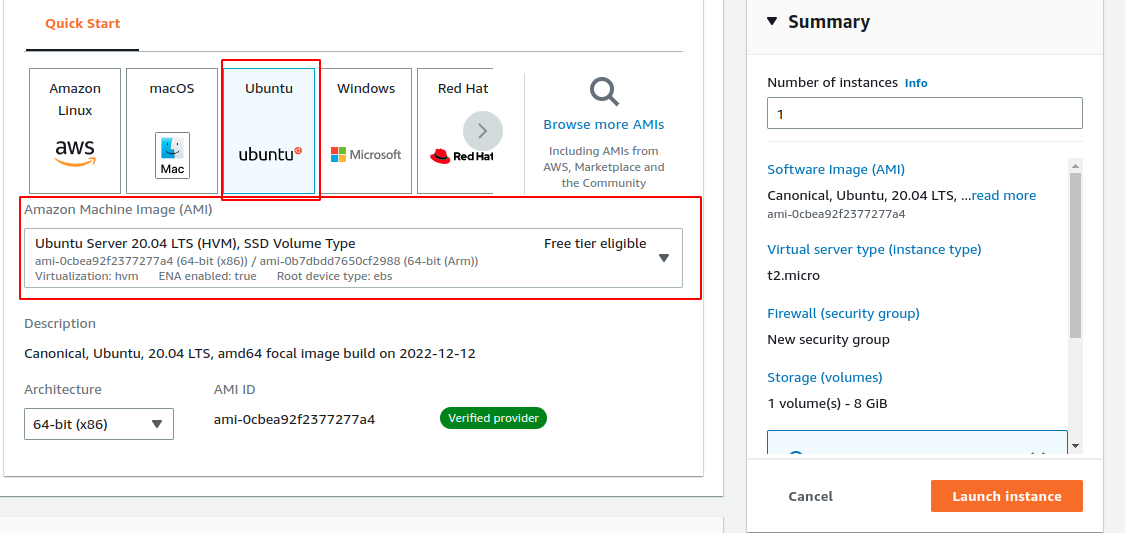 Quick Start
Amazon
Linux
aws
macOS
Mac
Ubuntu
ubuntu
Windows
Microsoft
Red Hat
Red Hat
Browse more AMIs
Including AMIs from
AWS, Marketplace and
the Community
Amazon Machine Image (AMI)
Ubuntu Server 20.04 LTS (HVM), SSD Volume Type
Free tier eligible
ami-0cbea92f2377277a4 (64-bit (x86)) / ami-0b7dbdd7650cf2988 (64-bit (Arm))
Virtualization: hvm ENA enabled: true Root device type: ebs
Description
Canonical, Ubuntu, 20.04 LTS, amd64 focal image build on 2022-12-12
Architecture
64-bit (x86)
AMI ID
ami-0cbea92f2377277a4
Verified provider
Summary
Number of instances Info
1
Software Image (AMI)
Canonical, Ubuntu, 20.04 LTS, ...read more
ami-0cbea92f2377277a4
Virtual server type (instance type)
t2.micro
Firewall (security group)
New security group
Storage (volumes)
1 volume(s) - 8 GiB
Cancel
Launch instance